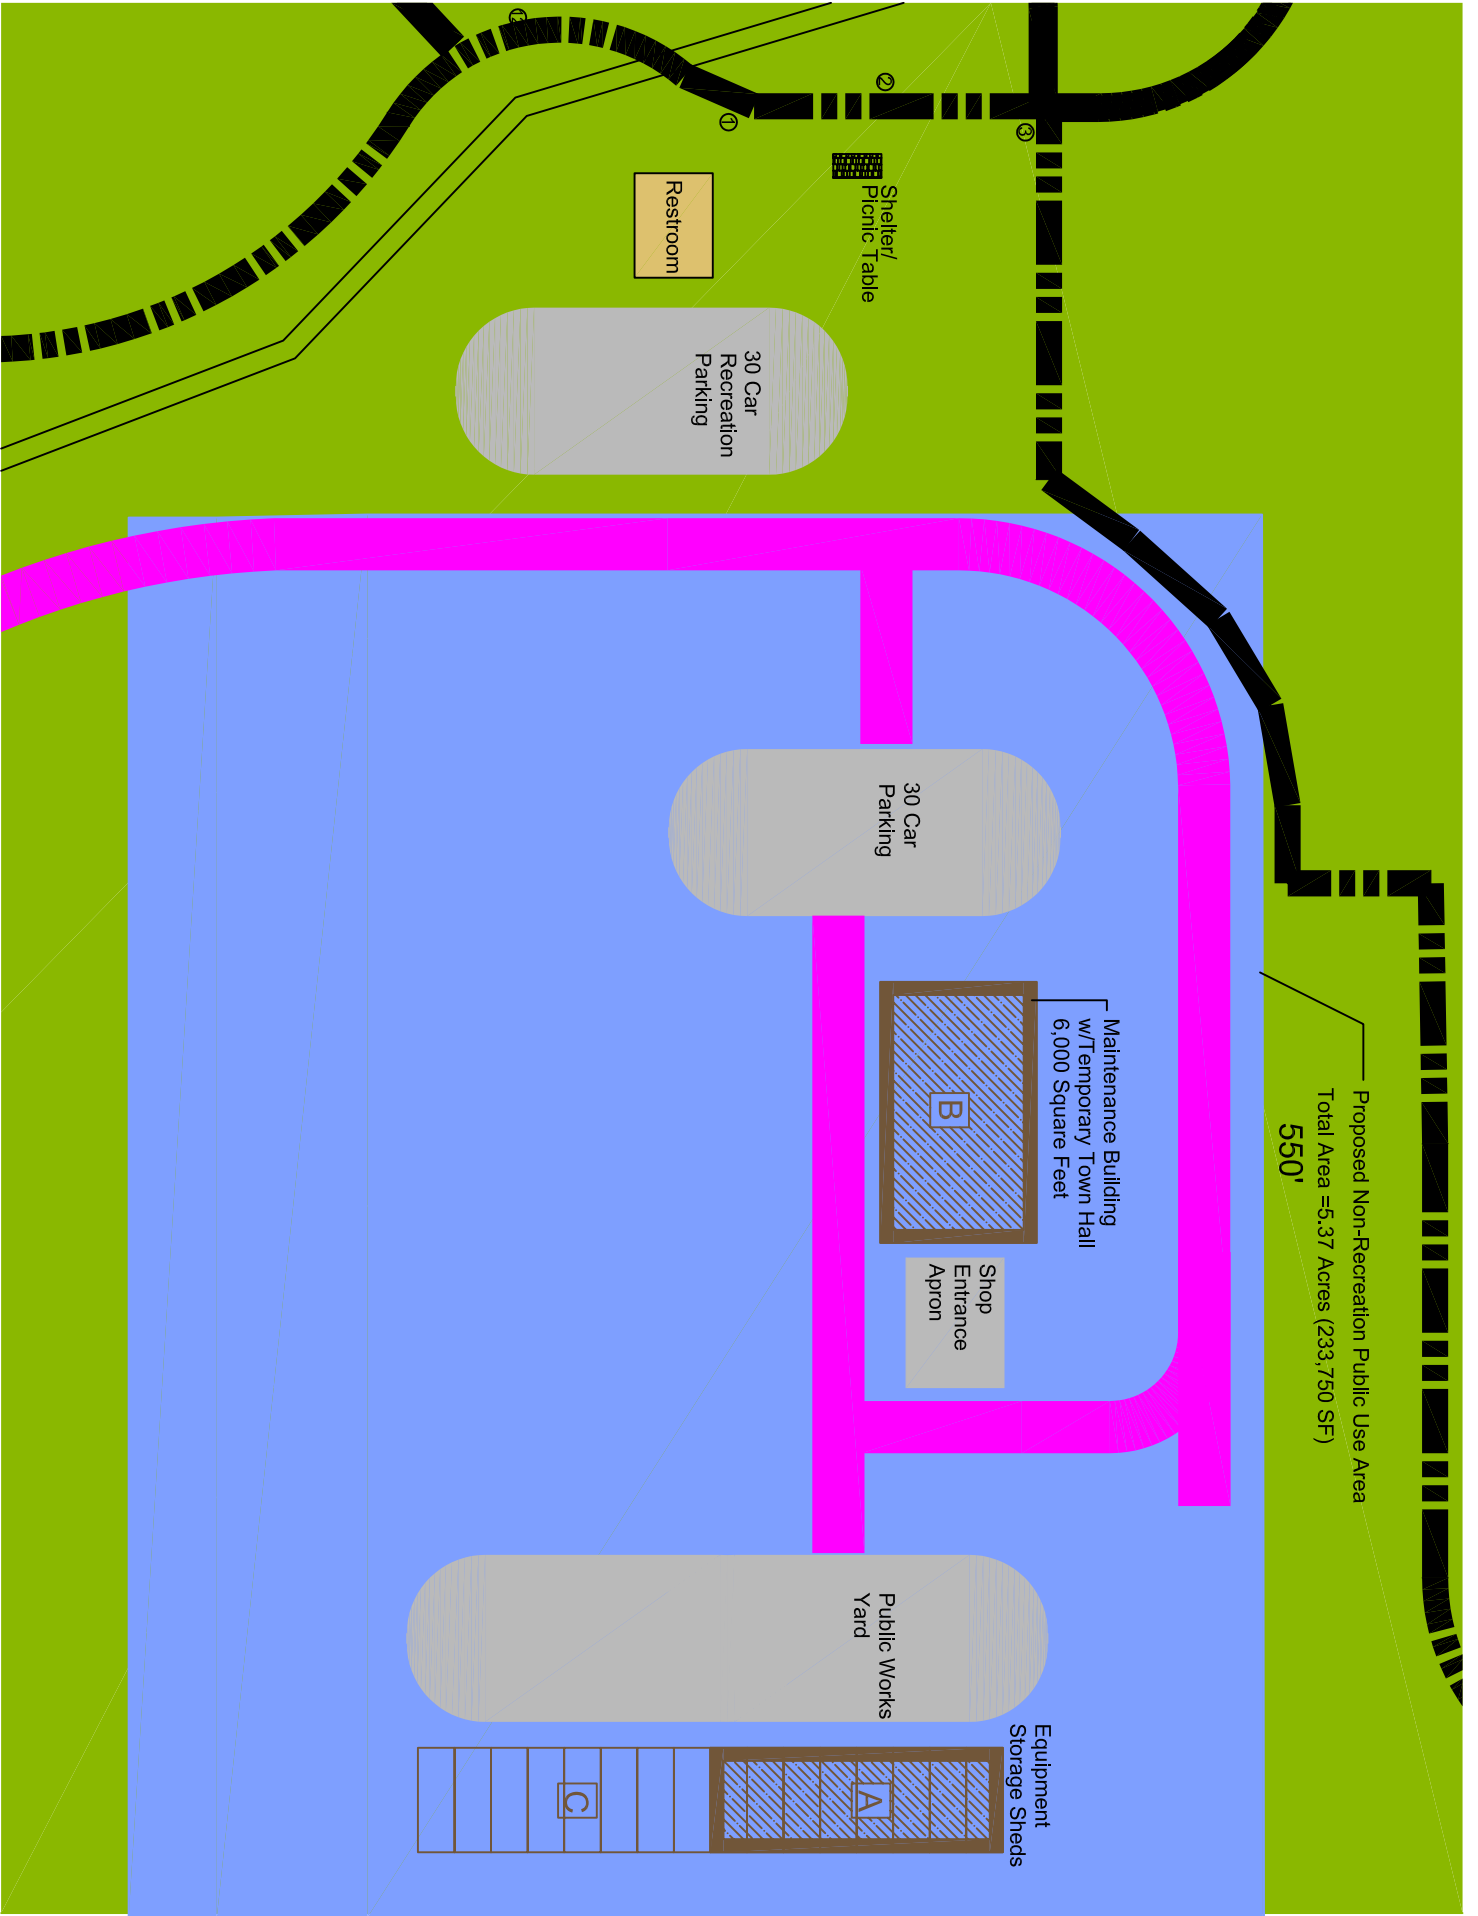 12
1
2
3
Shelter/
Picnic Table
Restroom
30 Car
Recreation
Parking
30 Car
Parking
Maintenance Building
w/Temporary Town Hall
6,000 Square Feet
B
Proposed Non-Recreation Public Use Area
Total Area =5.37 Acres (233,750 SF)
550'
Shop
Entrance
Apron
Public Works
Yard
Equipment
Storage Sheds
A
C